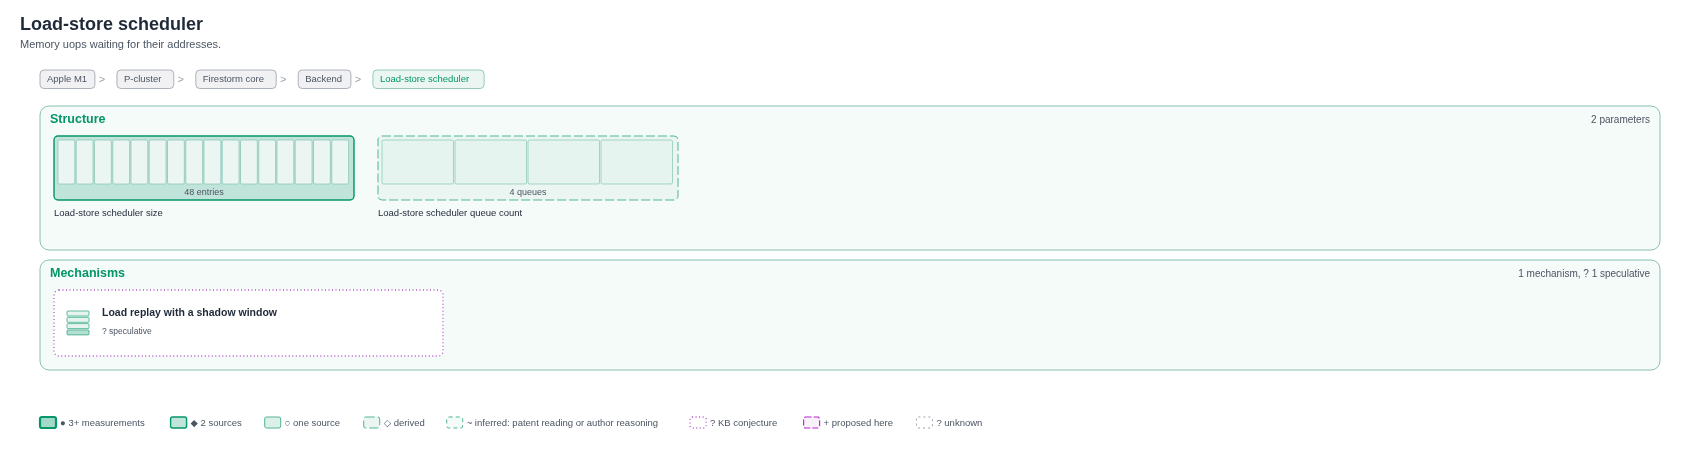 Load-store scheduler
Memory uops waiting for their addresses.
Apple M1 > P-cluster > Firestorm core > Backend > Load-store scheduler
Structure 2 parameters
48 entries 4 queues
Load-store scheduler size Load-store scheduler queue count
Mechanisms 1 mechanism, ? 1 speculative
Load replay with a shadow window
? speculative
● 3+ measurements ◆ 2 sources ○ one source ◇ derived ~ inferred: patent reading or author reasoning ? KB conjecture + proposed here ? unknown